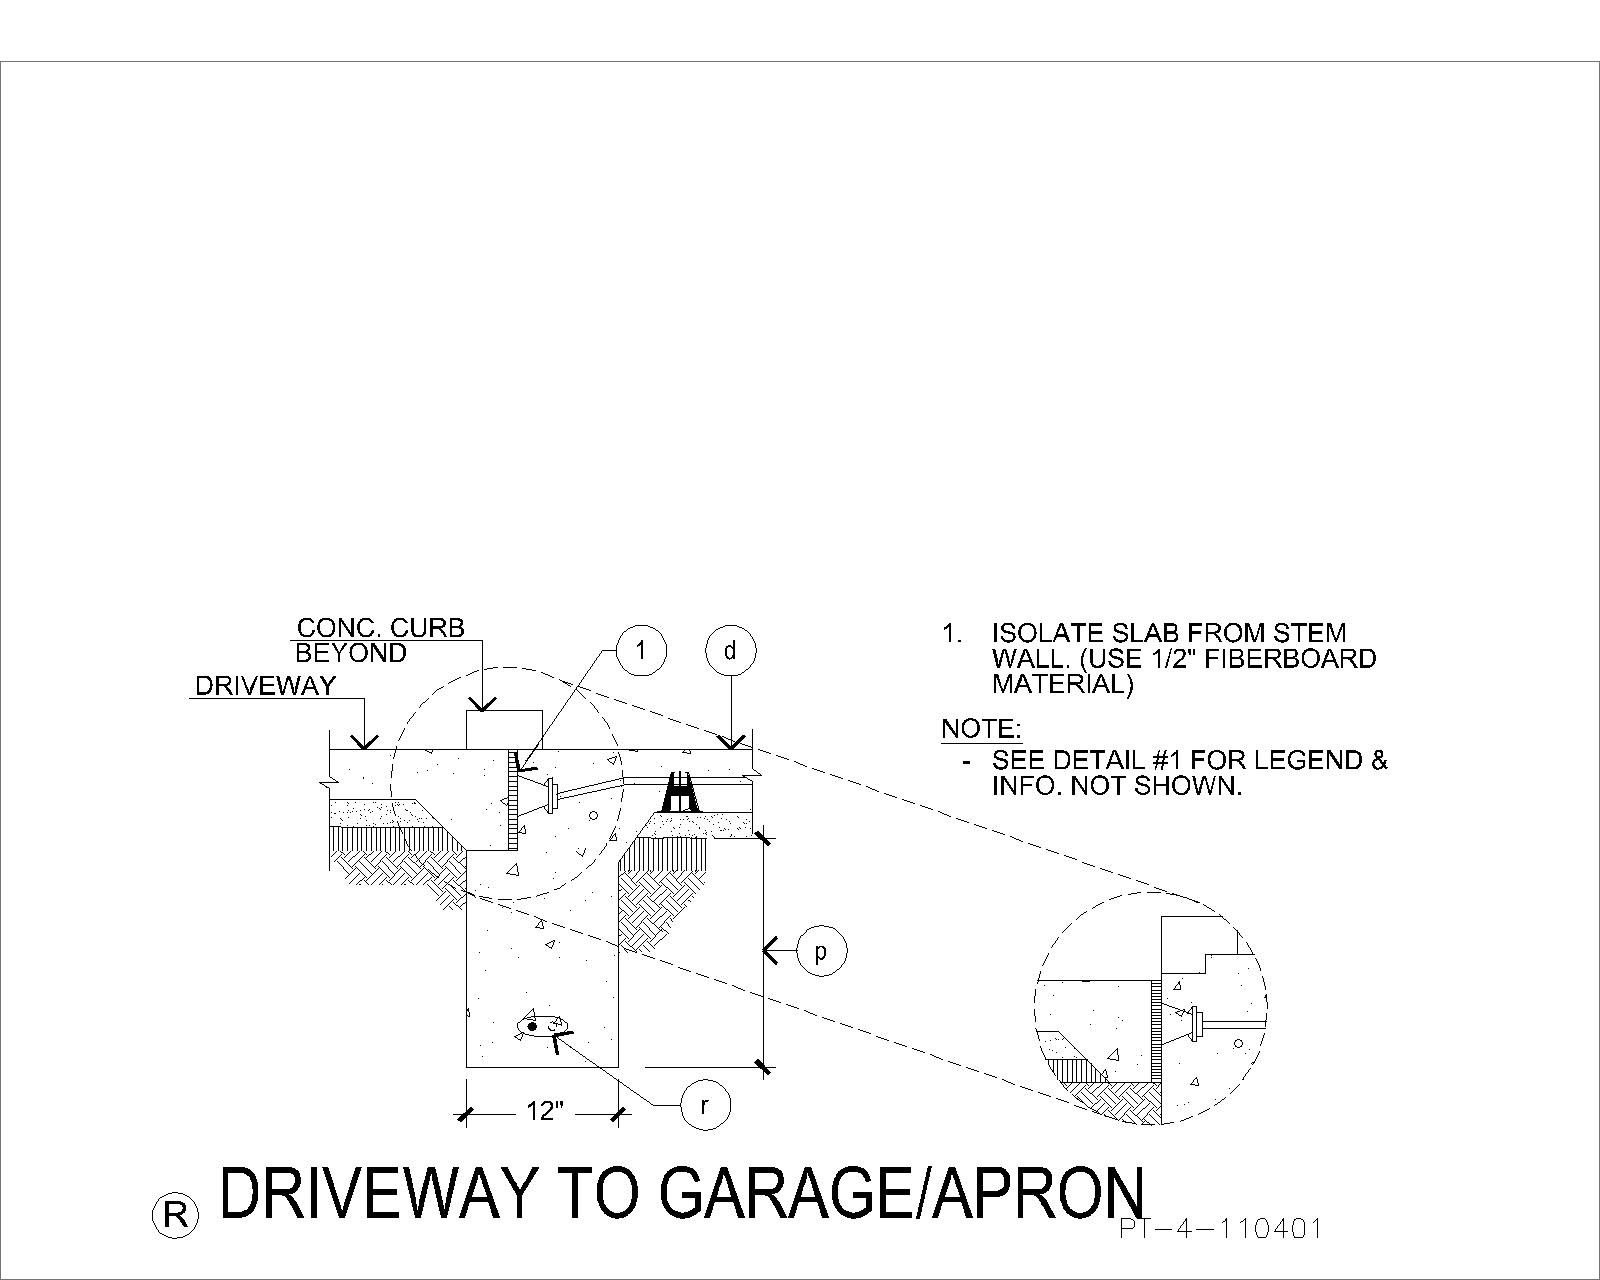 CONC. CURB
BEYOND
DRIVEWAY
1
d
p
r
12"
1. ISOLATE SLAB FROM STEM
WALL. (USE 1/2" FIBERBOARD
MATERIAL)
NOTE:
- SEE DETAIL #1 FOR LEGEND &
INFO. NOT SHOWN.
R DRIVEWAY TO GARAGE/APRON
PT-4-110401